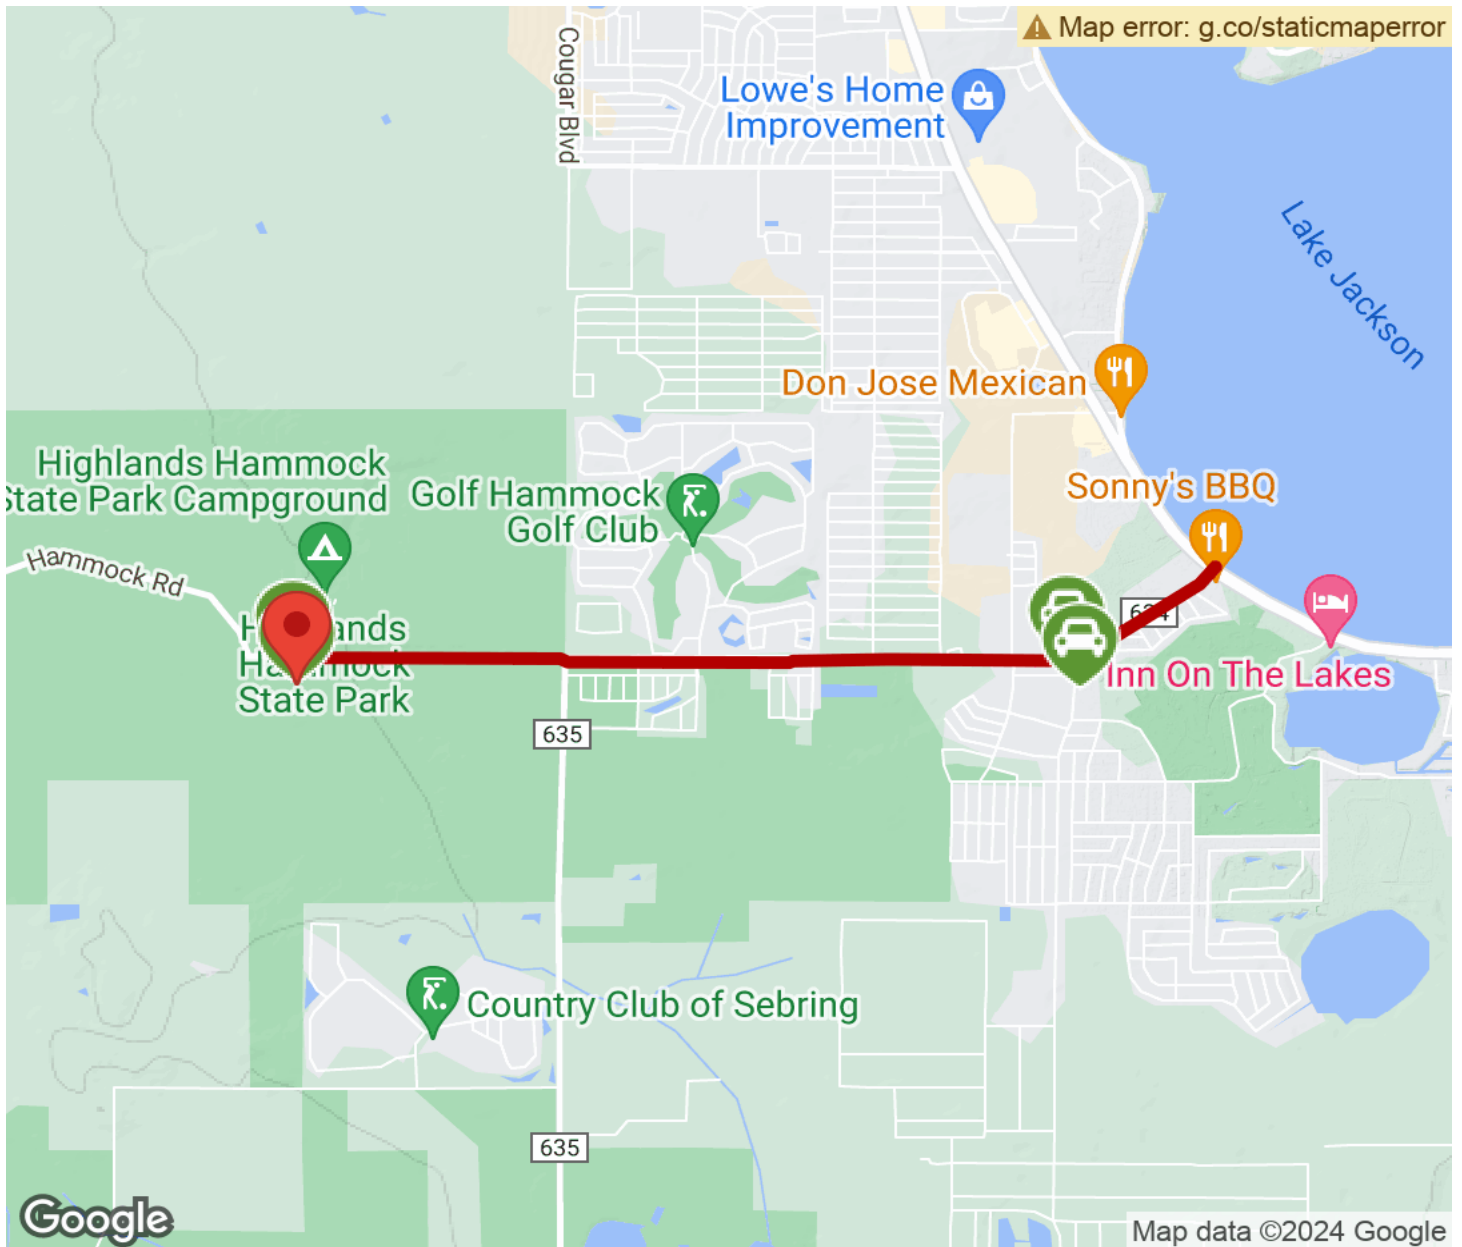 Map error: g.co/staticmaperror
Cougar Blvd
Lowe's Home
Improvement
Lake Jackson
Don Jose Mexican
Highlands Hammock
State Park Campground
Golf Hammock
Golf Club
Sonny's BBQ
Hammock Rd
Highlands
Hammock
State Park
Inn On The Lakes
635
Country Club of Sebring
635
Google
Map data ©2024 Google